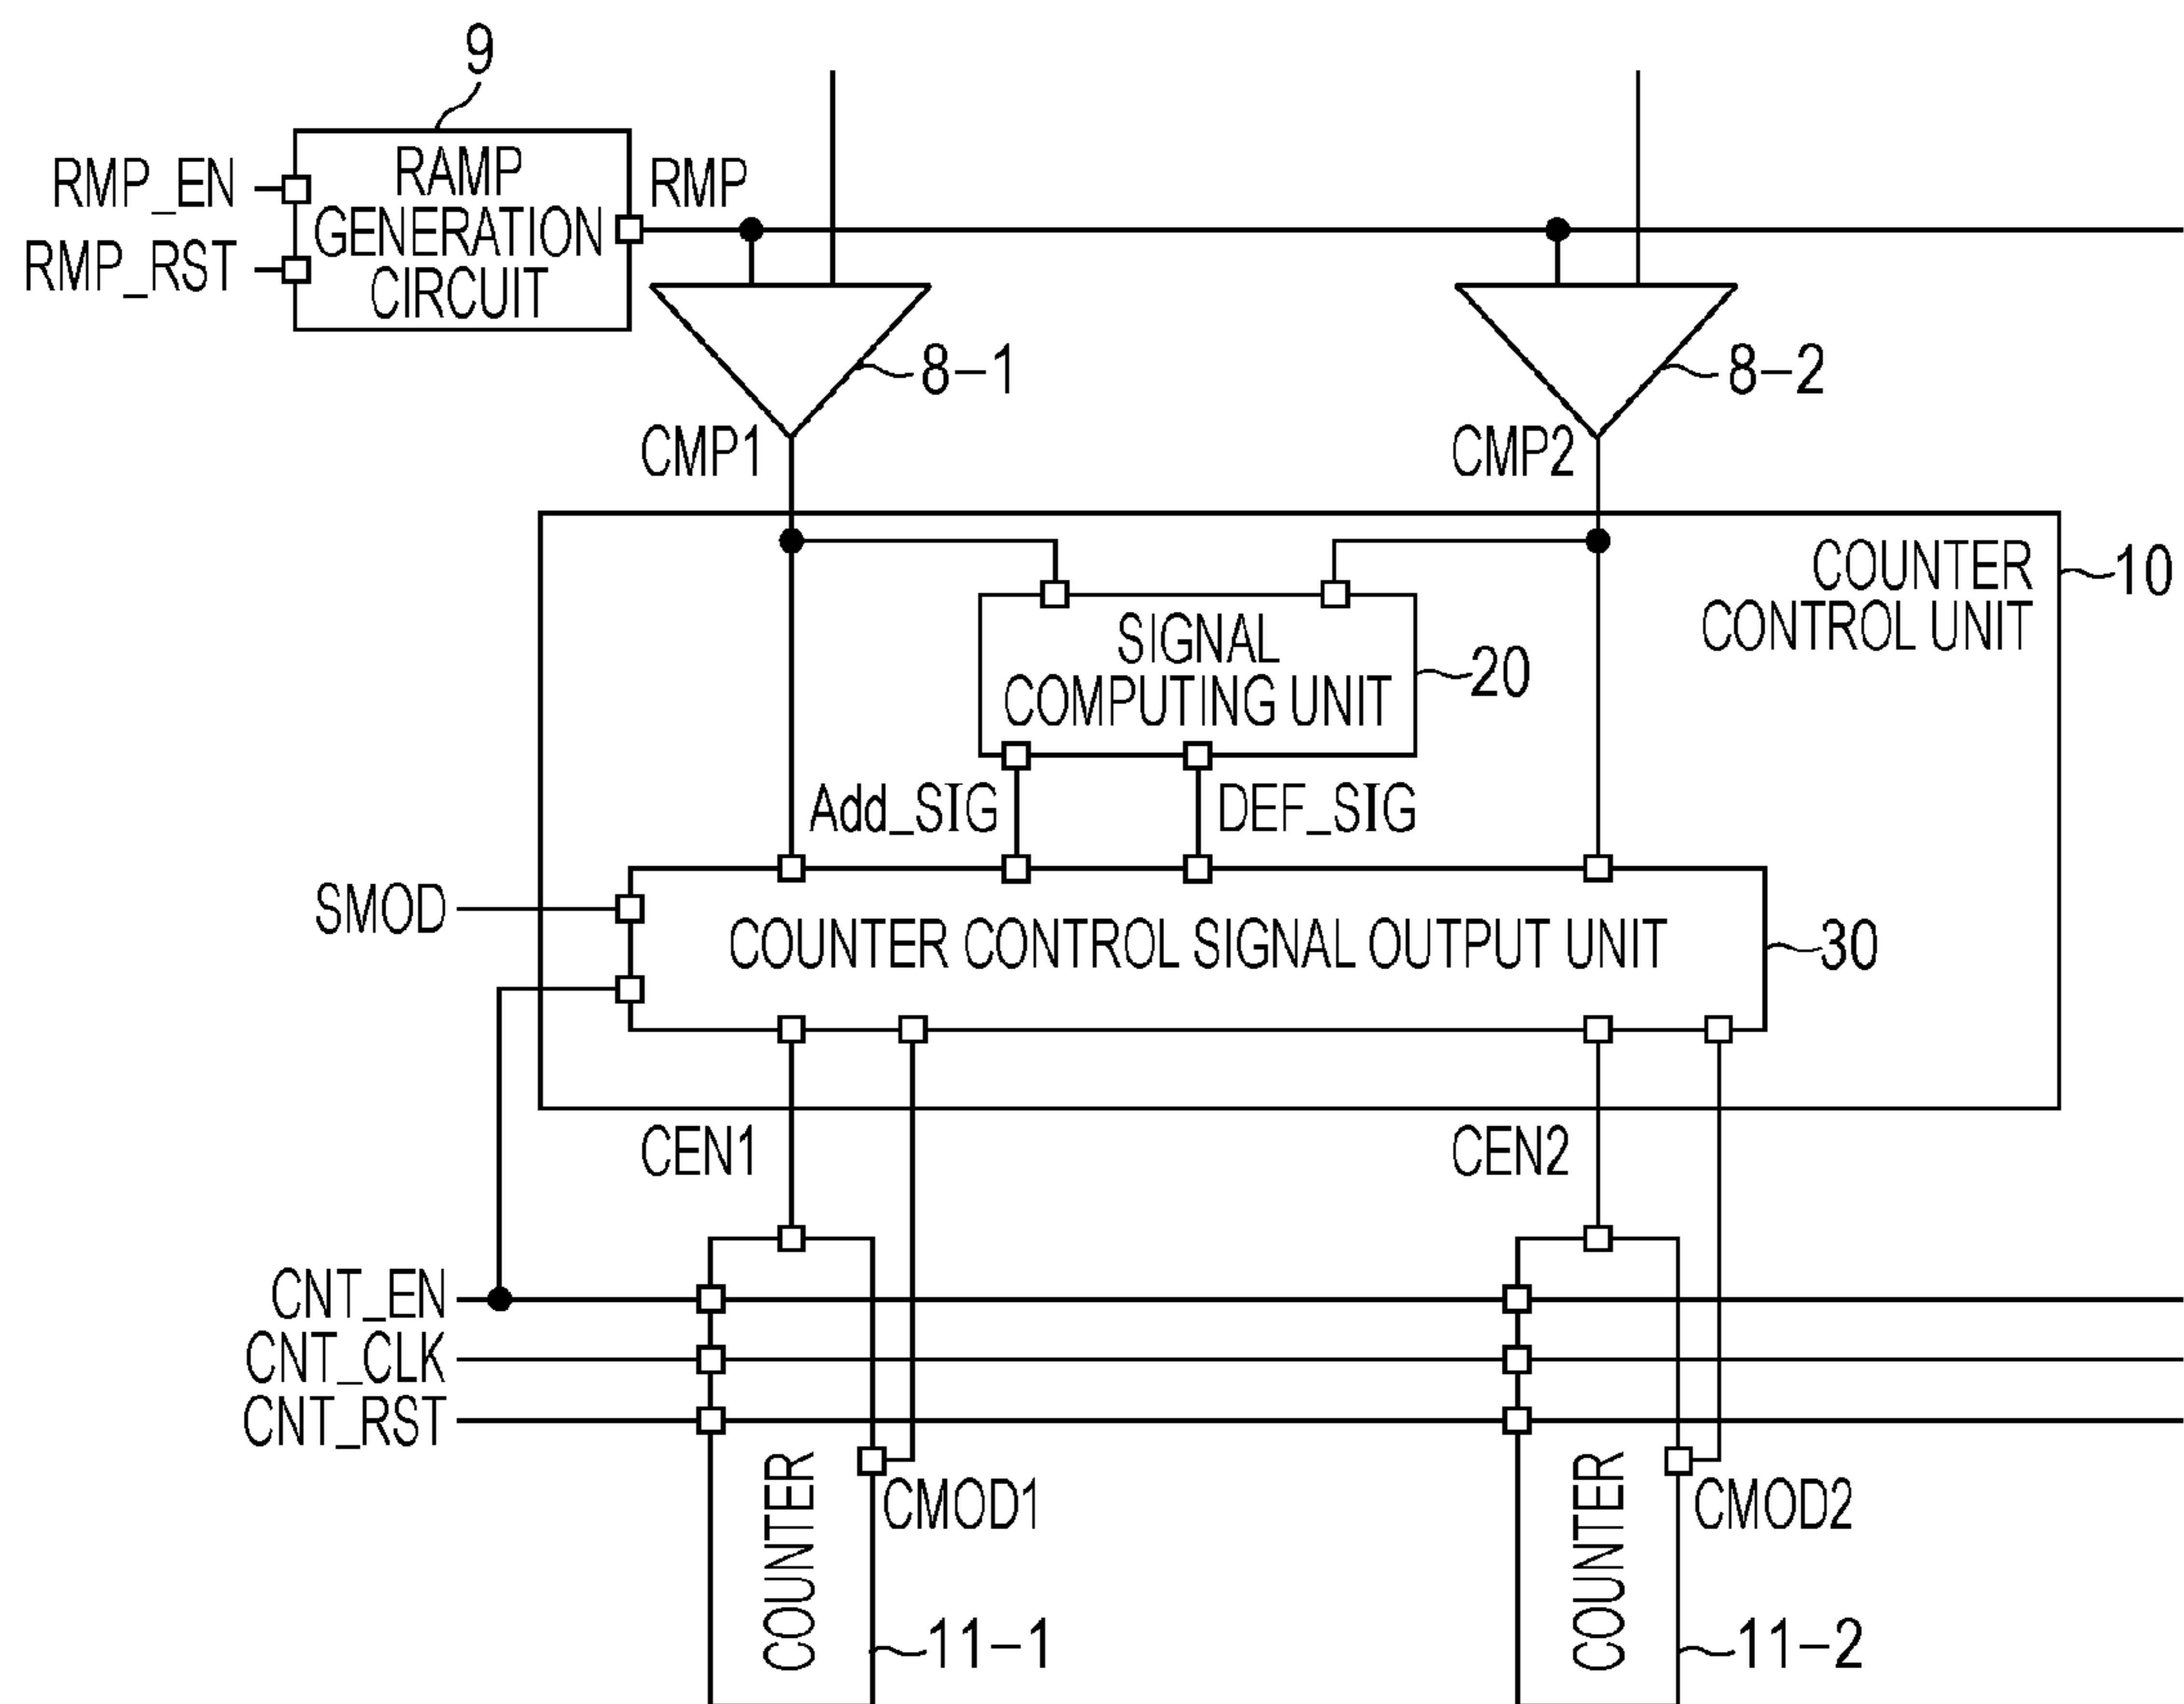 9
RMP_EN
RMP_RST
RAMP
GENERATION
CIRCUIT
RMP
8-1
8-2
CMP1
CMP2
COUNTER
CONTROL UNIT
10
SIGNAL
COMPUTING UNIT
20
Add_SIG
DEF_SIG
SMOD
COUNTER CONTROL SIGNAL OUTPUT UNIT
30
CEN1
CEN2
CNT_EN
CNT_CLK
CNT_RST
COUNTER
CMOD1
COUNTER
CMOD2
11-1
11-2